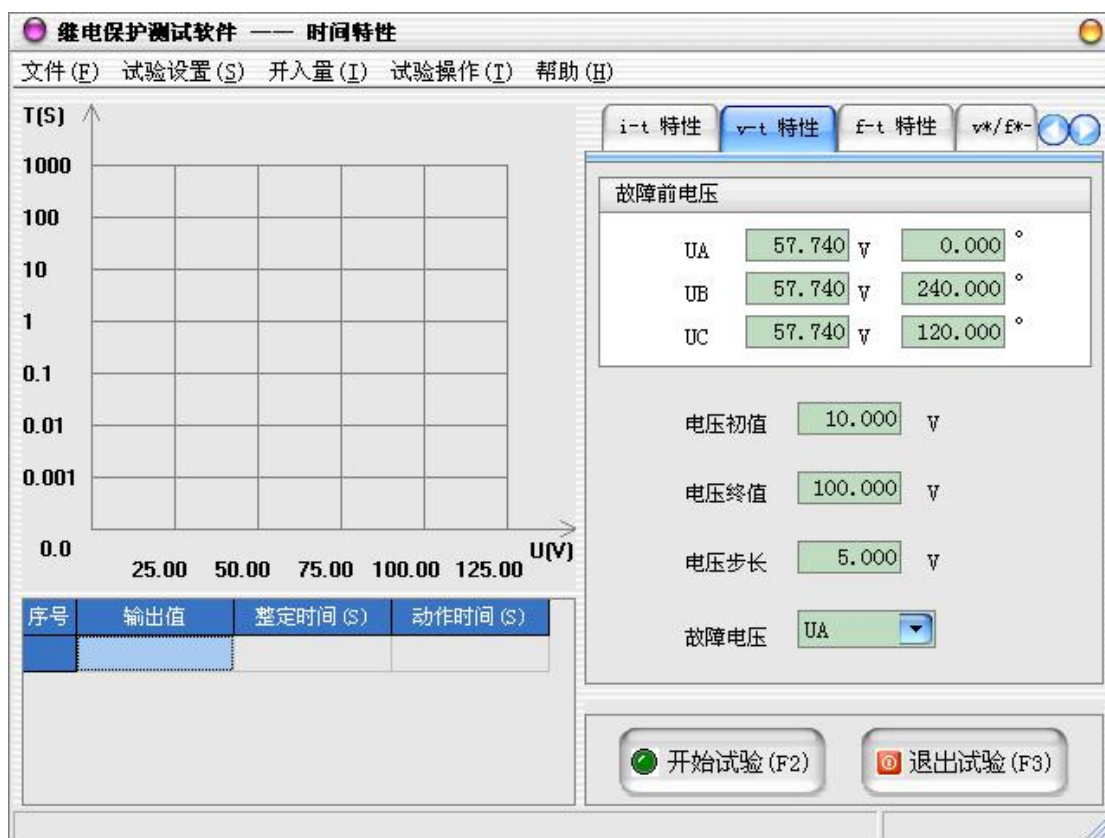 继电保护测试软件 —— 时间特性
文件(F) 试验设置(S) 开入量(I) 试验操作(T) 帮助(H)
T(S)
1000
100
10
1
0.1
0.01
0.001
0.0
25.00 50.00 75.00 100.00 125.00
U(V)
序号 输出值 整定时间(S) 动作时间(S)
i-t 特性 v-t 特性 f-t 特性 v*/f*-
故障前电压
UA 57.740 V 0.000 °
UB 57.740 V 240.000 °
UC 57.740 V 120.000 °
电压初值 10.000 V
电压终值 100.000 V
电压步长 5.000 V
故障电压 UA
开始试验(F2) 退出试验(F3)